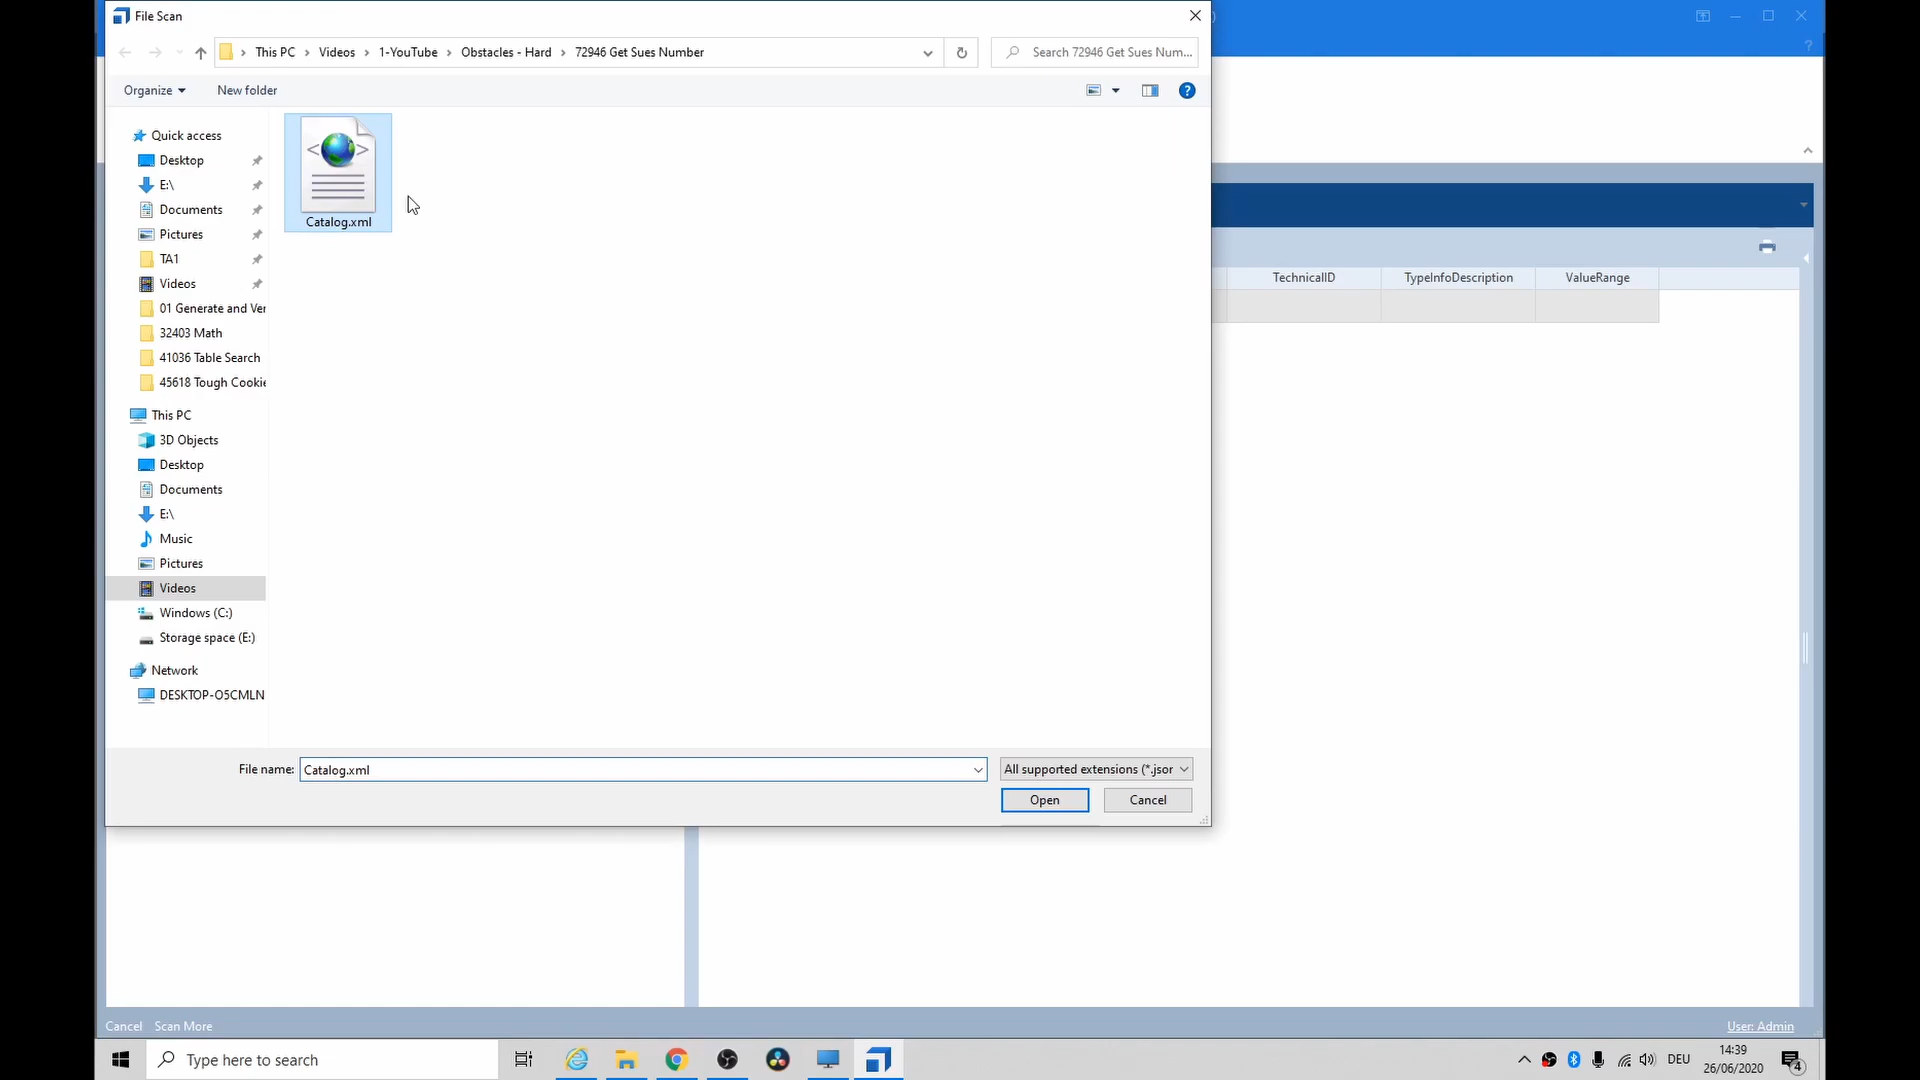 File Scan
This PC > Videos > 1-YouTube > Obstacles - Hard > 72946 Get Sues Number
Search 72946 Get Sues Num...
Organize
New folder
Quick access
Desktop
E:\
Documents
Pictures
TA1
Videos
01 Generate and Ver
32403 Math
41036 Table Search
45618 Tough Cookie
This PC
3D Objects
Desktop
Documents
E:\
Music
Pictures
Videos
Windows (C:)
Storage space (E:)
Network
DESKTOP-O5CMLN
Catalog.xml
TechnicalID
TypeInfoDescription
ValueRange
File name:
Catalog.xml
All supported extensions (*.jsor
Open
Cancel
Cancel
Scan More
User: Admin
Type here to search
DEU
14:39
26/06/2020
4